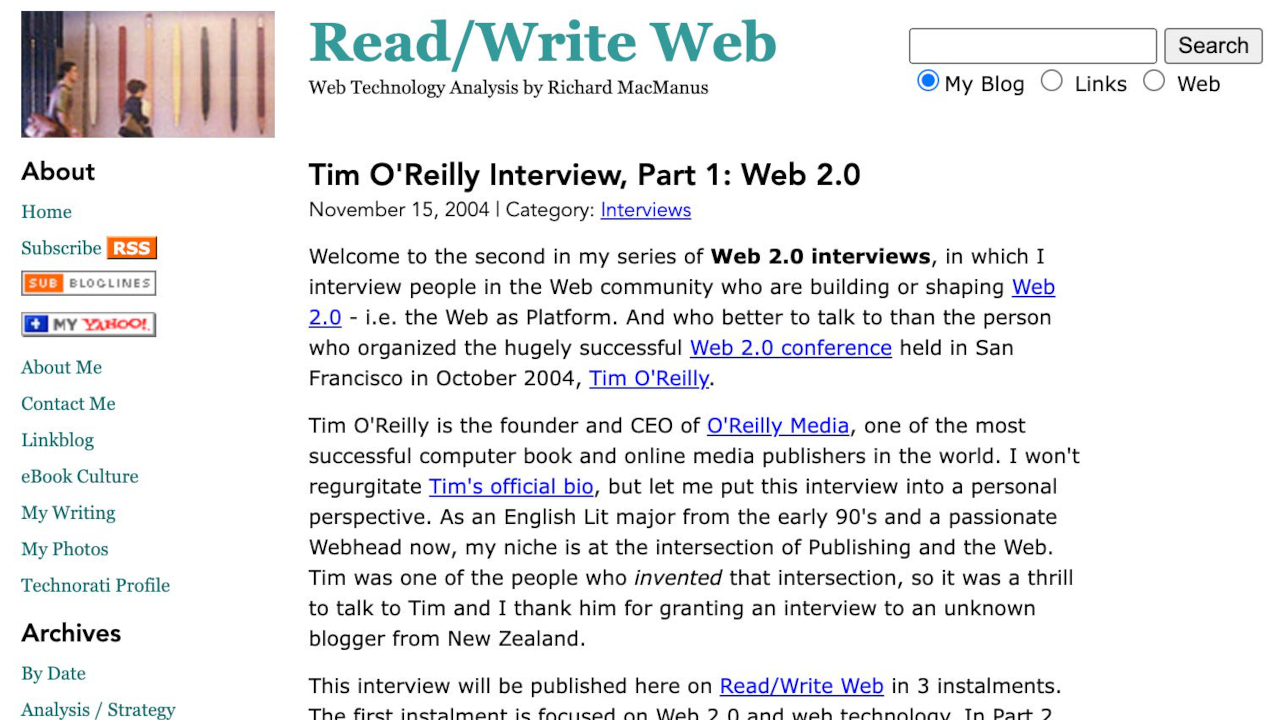 Read/Write Web
Web Technology Analysis by Richard MacManus
Search
My Blog Links Web
About
Home
Subscribe RSS
SUB BLOGLINES
+ MY YAHOO!
About Me
Contact Me
Linkblog
eBook Culture
My Writing
My Photos
Technorati Profile
Archives
By Date
Analysis / Strategy
Tim O'Reilly Interview, Part 1: Web 2.0
November 15, 2004 | Category: Interviews
Welcome to the second in my series of Web 2.0 interviews, in which I
interview people in the Web community who are building or shaping Web
2.0 - i.e. the Web as Platform. And who better to talk to than the person
who organized the hugely successful Web 2.0 conference held in San
Francisco in October 2004, Tim O'Reilly.
Tim O'Reilly is the founder and CEO of O'Reilly Media, one of the most
successful computer book and online media publishers in the world. I won't
regurgitate Tim's official bio, but let me put this interview into a personal
perspective. As an English Lit major from the early 90's and a passionate
Webhead now, my niche is at the intersection of Publishing and the Web.
Tim was one of the people who invented that intersection, so it was a thrill
to talk to Tim and I thank him for granting an interview to an unknown
blogger from New Zealand.
This interview will be published here on Read/Write Web in 3 instalments.
The first instalment is focused on Web 2.0 and web technology. In Part 2